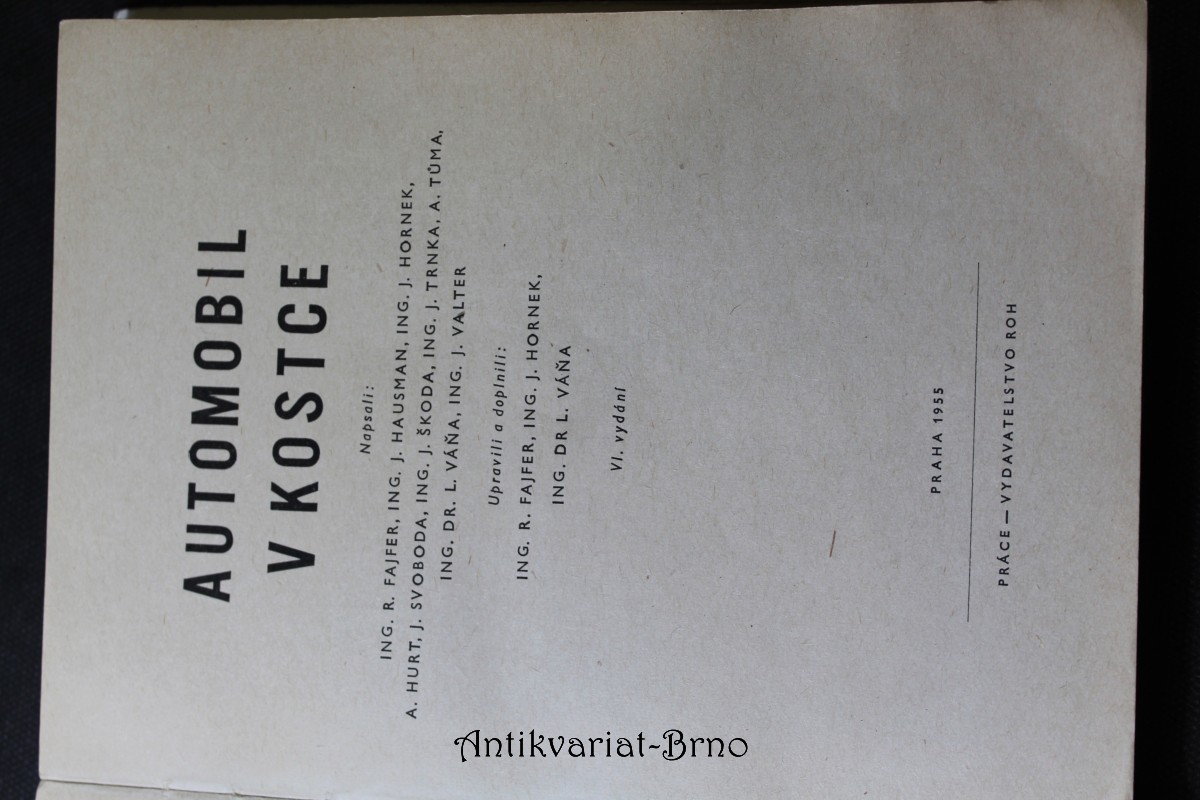 AUTOMOBIL
V KOSTCE
Napsali:
ING. R. FAJFER, ING. J. HAUSMAN, ING. J. HORNEK,
A. HURT, J. SVOBODA, ING. J. ŠKODA, ING. J. TRNKA, A. TŮMA,
ING. DR. L. VÁŇA, ING. J. VALTER
Upravili a doplnili:
ING. R. FAJFER, ING. J. HORNEK,
ING. DR L. VÁŇA
VI. vydání
PRAHA 1955
PRÁCE — VYDAVATELSTVO ROH
Antikvariat-Brno